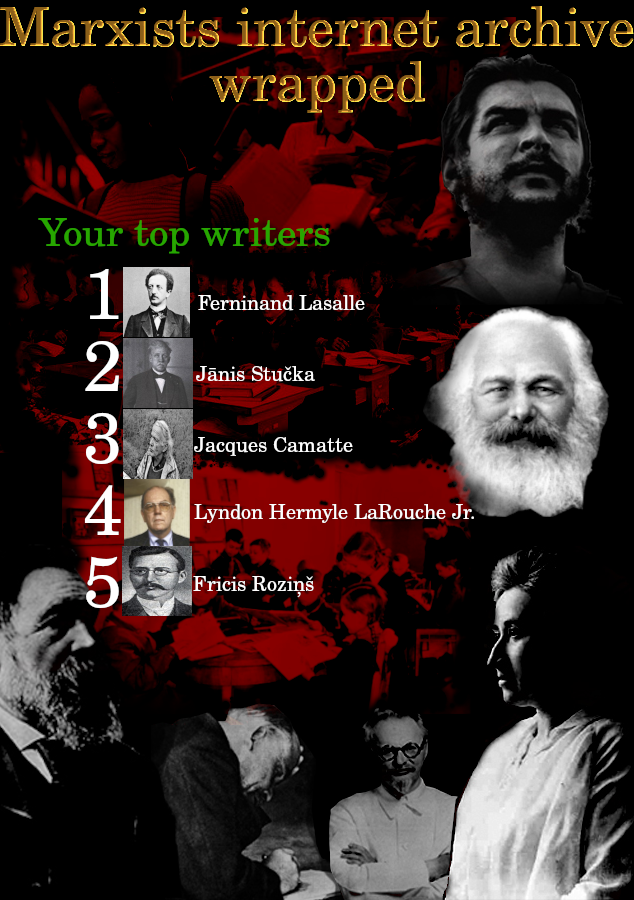 Marxists internet archive
wrapped
Your top writers
1 Ferninand Lasalle
2 Jānis Stučka
3 Jacques Camatte
4 Lyndon Hermyle LaRouche Jr.
5 Fricis Roziņš